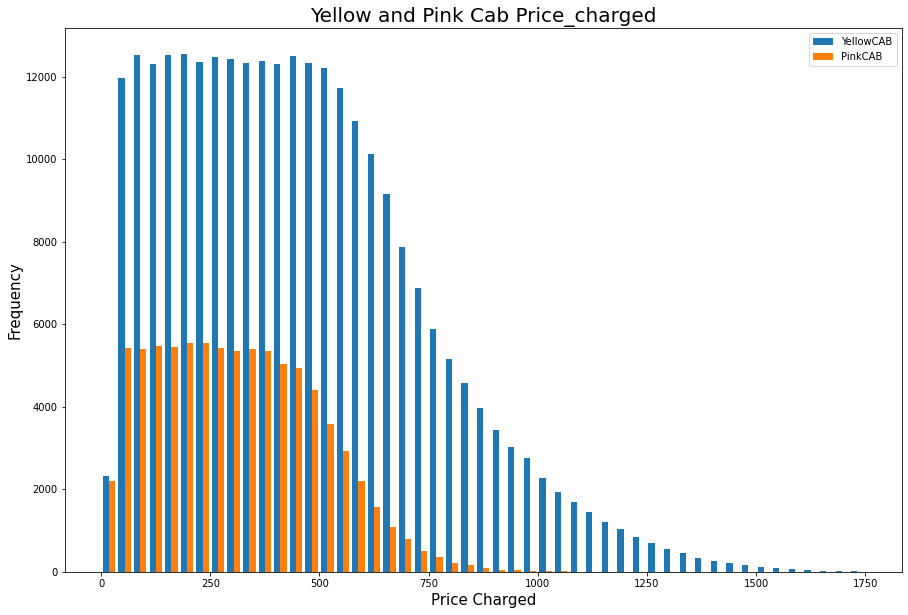 Yellow and Pink Cab Price_charged
YellowCAB
PinkCAB
Frequency
12000
10000
8000
6000
4000
2000
0
0 250 500 750 1000 1250 1500 1750
Price Charged